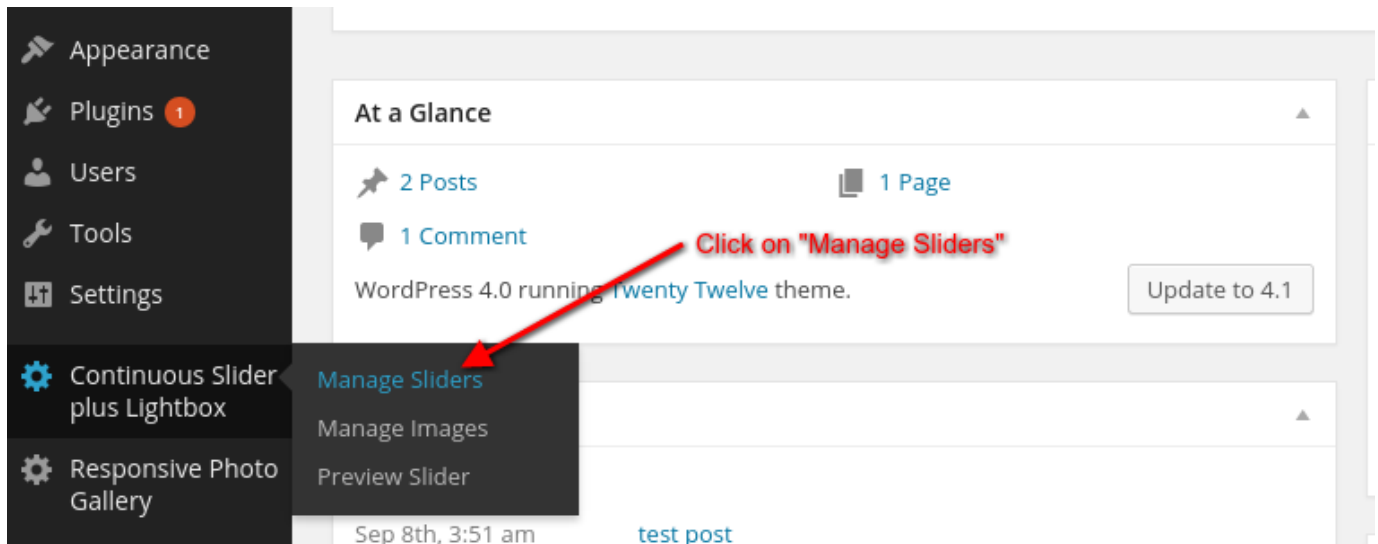 Appearance
Plugins 1
Users
Tools
Settings
Continuous Slider
plus Lightbox
Responsive Photo
Gallery
Manage Sliders
Manage Images
Preview Slider
At a Glance
2 Posts
1 Page
1 Comment
Click on "Manage Sliders"
WordPress 4.0 running Twenty Twelve theme.
Update to 4.1
Sep 8th, 3:51 am
test post